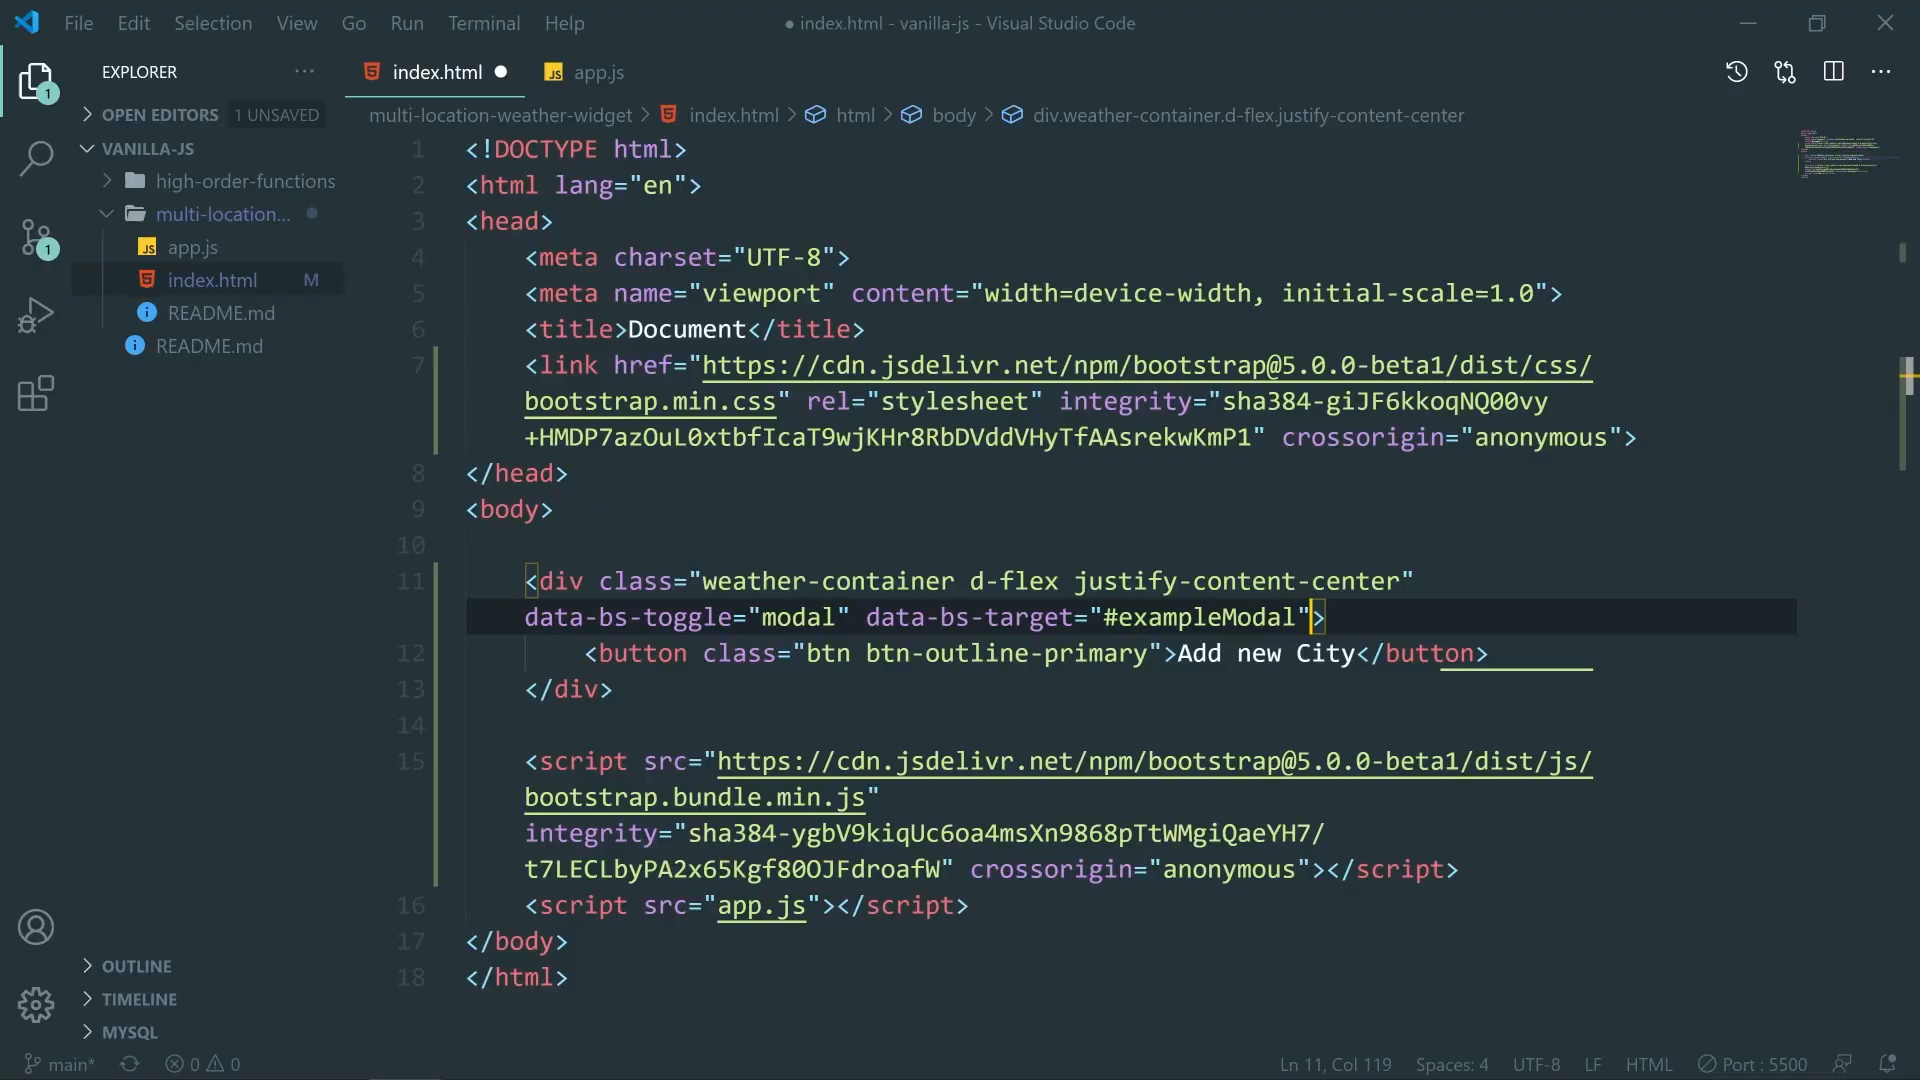 File Edit Selection View Go Run Terminal Help
● index.html - vanilla-js - Visual Studio Code
EXPLORER ···
index.html ●
JS app.js
1
OPEN EDITORS 1 UNSAVED
multi-location-weather-widget > index.html > html > body > div.weather-container.d-flex.justify-content-center
VANILLA-JS
high-order-functions
multi-location...
JS app.js
index.html M
README.md
README.md
1
1 <!DOCTYPE html>
2 <html lang="en">
3 <head>
4 <meta charset="UTF-8">
5 <meta name="viewport" content="width=device-width, initial-scale=1.0">
6 <title>Document</title>
7 <link href="https://cdn.jsdelivr.net/npm/bootstrap@5.0.0-beta1/dist/css/
bootstrap.min.css" rel="stylesheet" integrity="sha384-giJF6kkoqNQ00vy
+HMDP7azOuL0xtbfIcaT9wjKHr8RbDVddVHyTfAAsrekwKmP1" crossorigin="anonymous">
8 </head>
9 <body>
10
11 <div class="weather-container d-flex justify-content-center"
data-bs-toggle="modal" data-bs-target="#exampleModal">
12 <button class="btn btn-outline-primary">Add new City</button>
13 </div>
14
15 <script src="https://cdn.jsdelivr.net/npm/bootstrap@5.0.0-beta1/dist/js/
bootstrap.bundle.min.js"
integrity="sha384-ygbV9kiqUc6oa4msXn9868pTtWMgiQaeYH7/
t7LECLbyPA2x65Kgf80OJFdroafW" crossorigin="anonymous"></script>
16 <script src="app.js"></script>
17 </body>
18 </html>
OUTLINE
TIMELINE
MYSQL
main* 0 0
Ln 11, Col 119 Spaces: 4 UTF-8 LF HTML Port : 5500